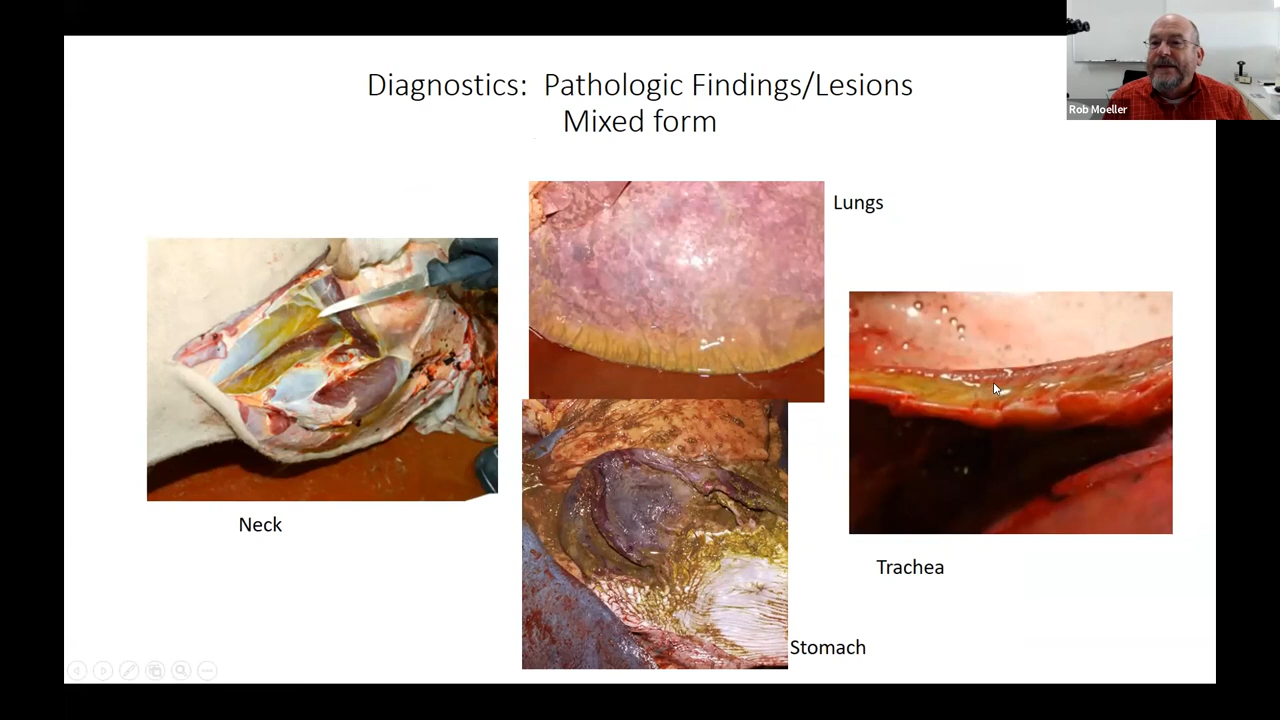 Diagnostics: Pathologic Findings/Lesions
Mixed form
Rob Moeller
Lungs
Neck
Trachea
Stomach